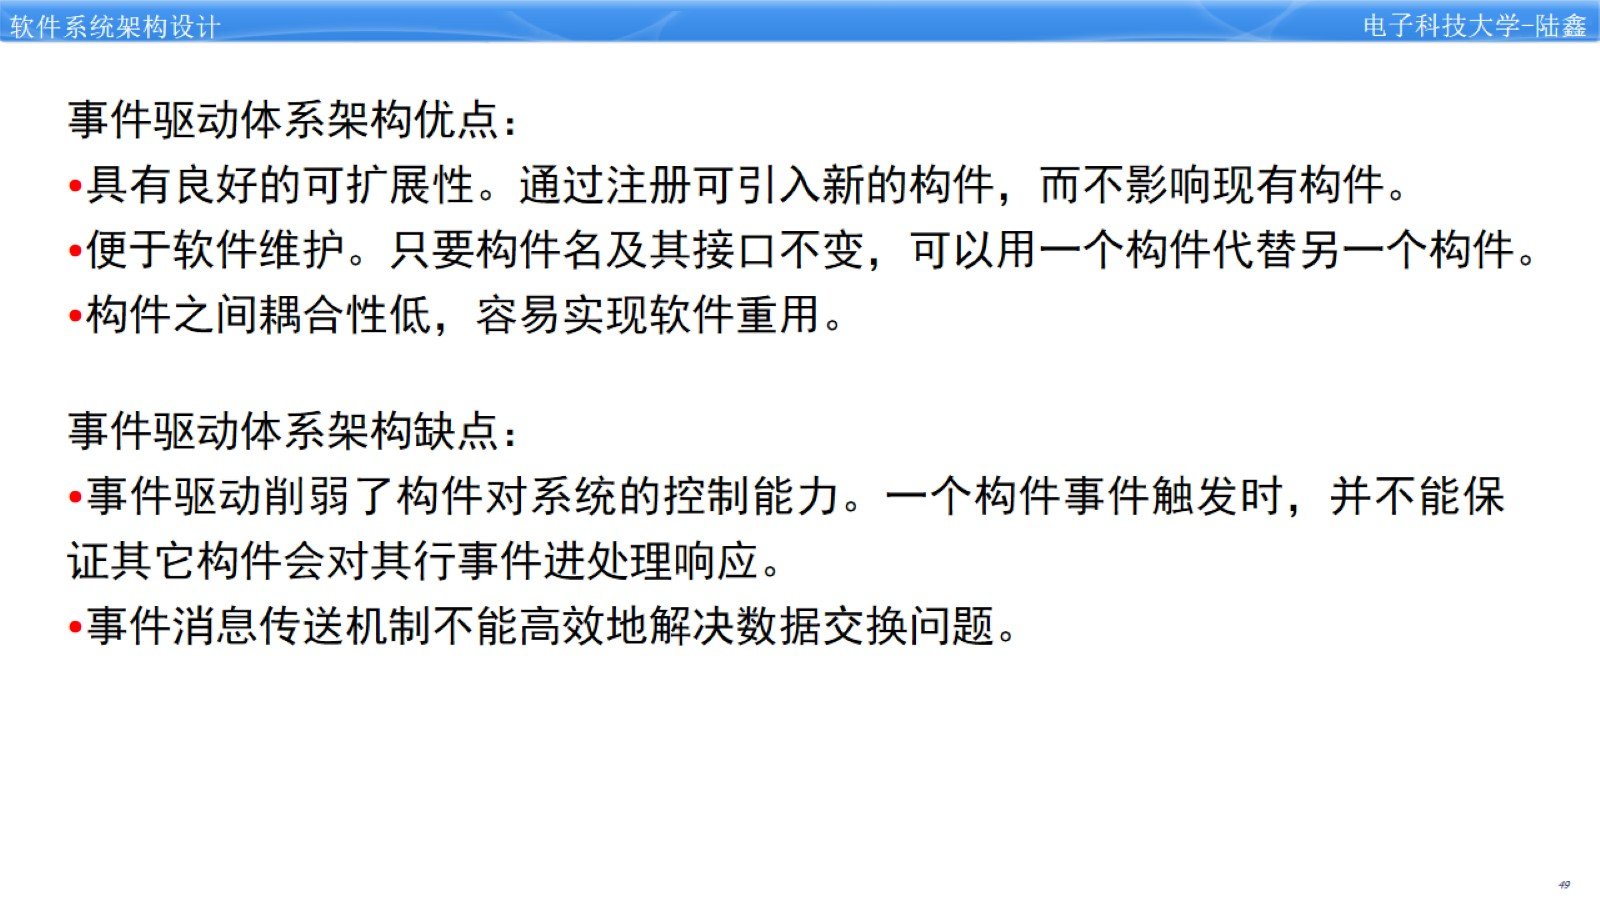 软件系统架构设计
电子科技大学-陆鑫
事件驱动体系架构优点：
•具有良好的可扩展性。通过注册可引入新的构件，而不影响现有构件。
•便于软件维护。只要构件名及其接口不变，可以用一个构件代替另一个构件。
•构件之间耦合性低，容易实现软件重用。
事件驱动体系架构缺点：
•事件驱动削弱了构件对系统的控制能力。一个构件事件触发时，并不能保
证其它构件会对其行事件进处理响应。
•事件消息传送机制不能高效地解决数据交换问题。
49